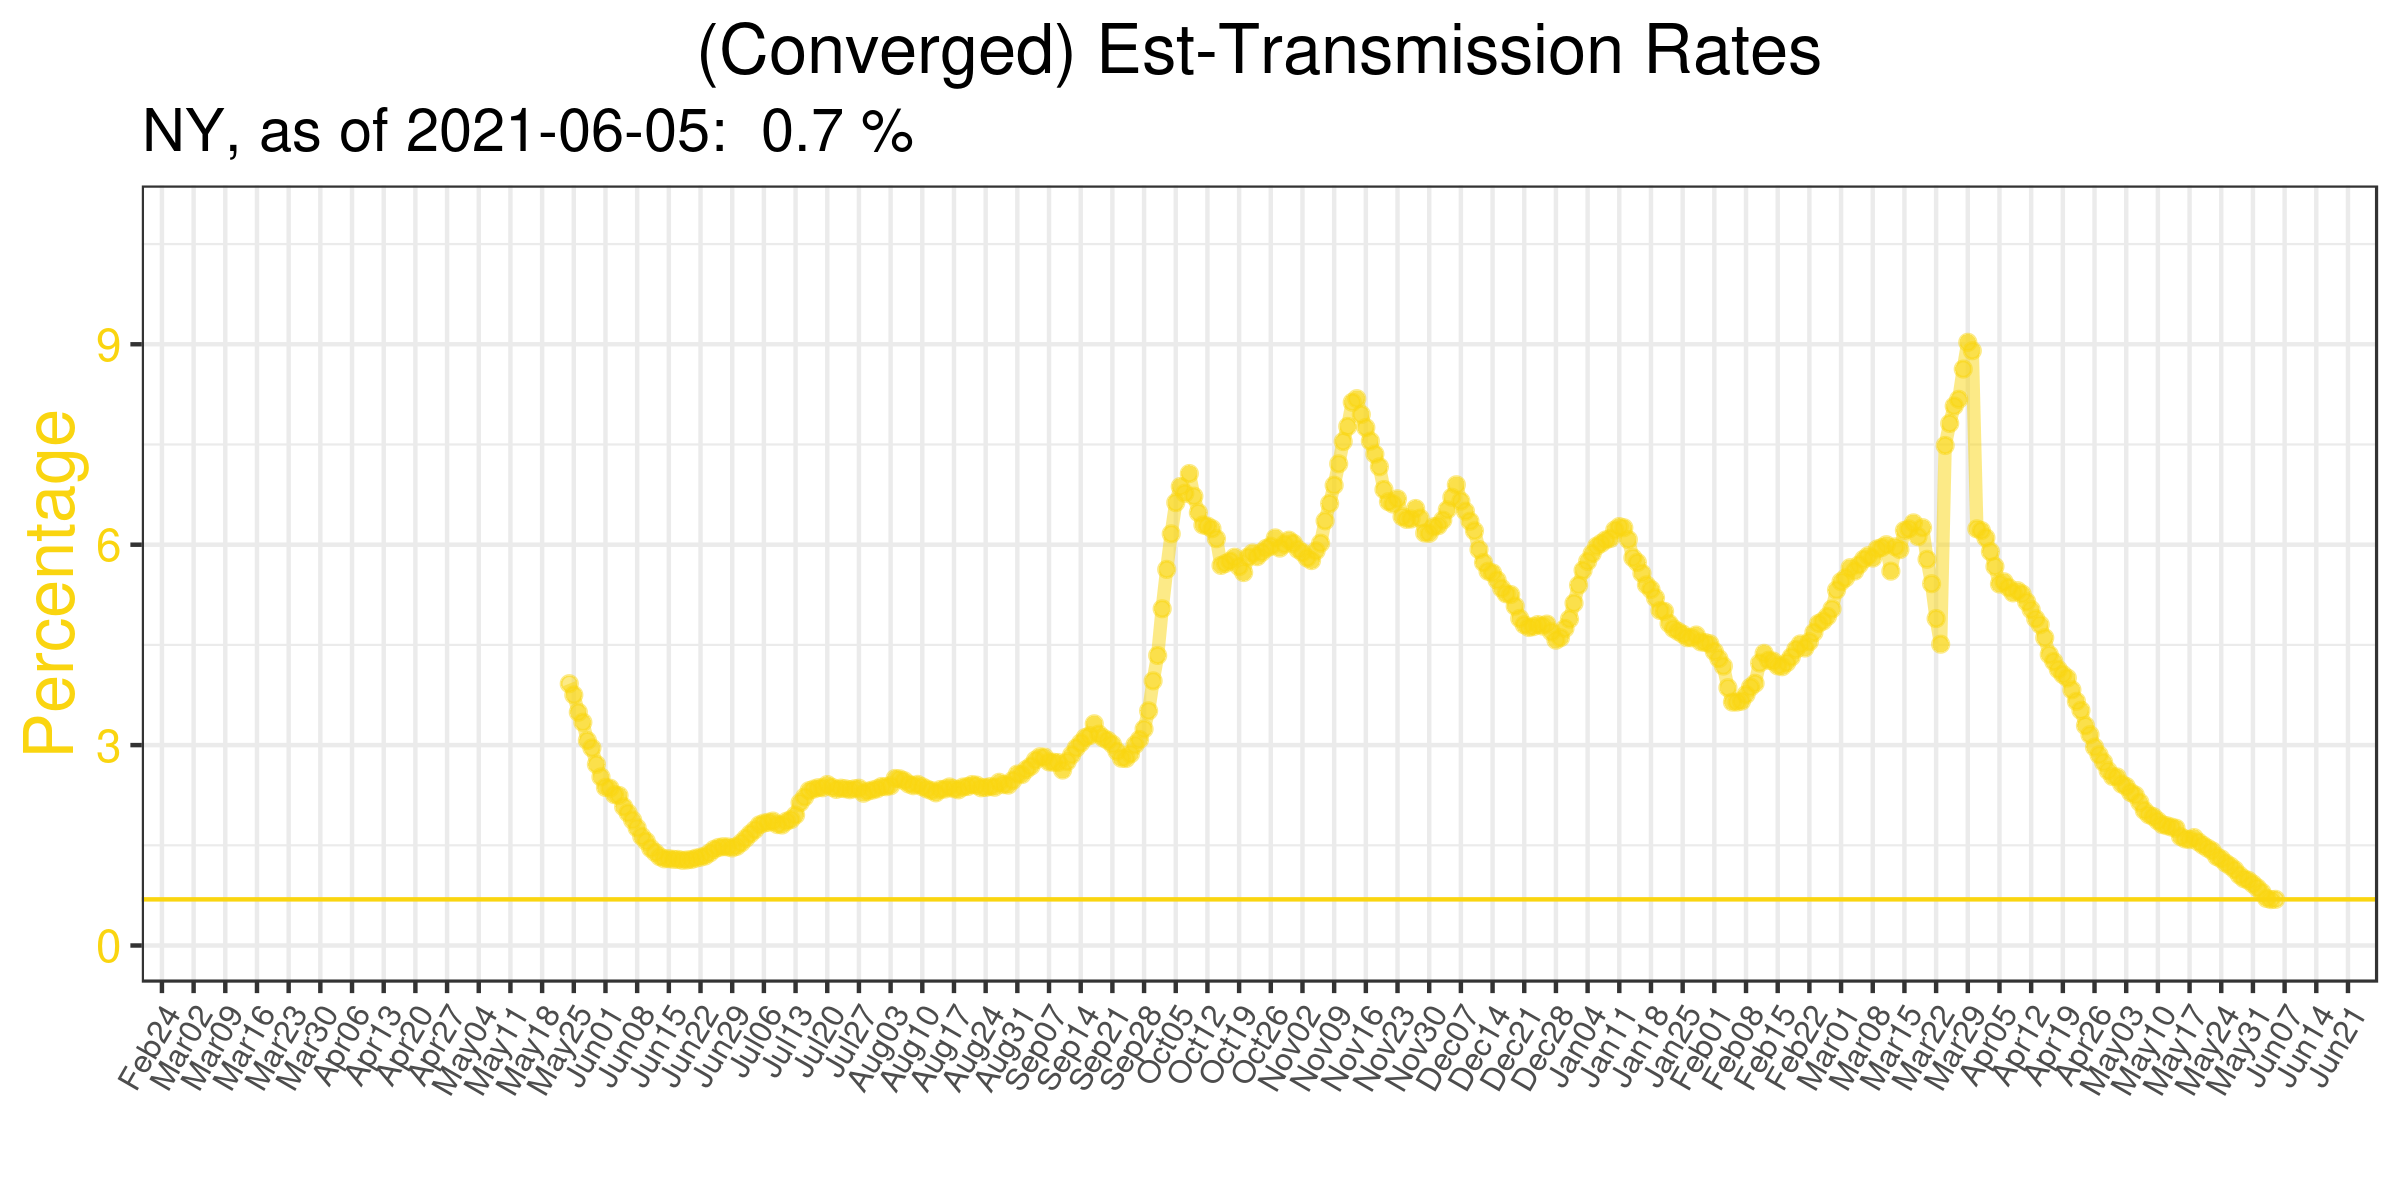 (Converged) Est-Transmission Rates
NY, as of 2021-06-05:  0.7 %
Percentage
9
6
3
0
Feb24
Mar02
Mar09
Mar16
Mar23
Mar30
Apr06
Apr13
Apr20
Apr27
May04
May11
May18
May25
Jun01
Jun08
Jun15
Jun22
Jun29
Jul06
Jul13
Jul20
Jul27
Aug03
Aug10
Aug17
Aug24
Aug31
Sep07
Sep14
Sep21
Sep28
Oct05
Oct12
Oct19
Oct26
Nov02
Nov09
Nov16
Nov23
Nov30
Dec07
Dec14
Dec21
Dec28
Jan04
Jan11
Jan18
Jan25
Feb01
Feb08
Feb15
Feb22
Mar01
Mar08
Mar15
Mar22
Mar29
Apr05
Apr12
Apr19
Apr26
May03
May10
May17
May24
May31
Jun07
Jun14
Jun21